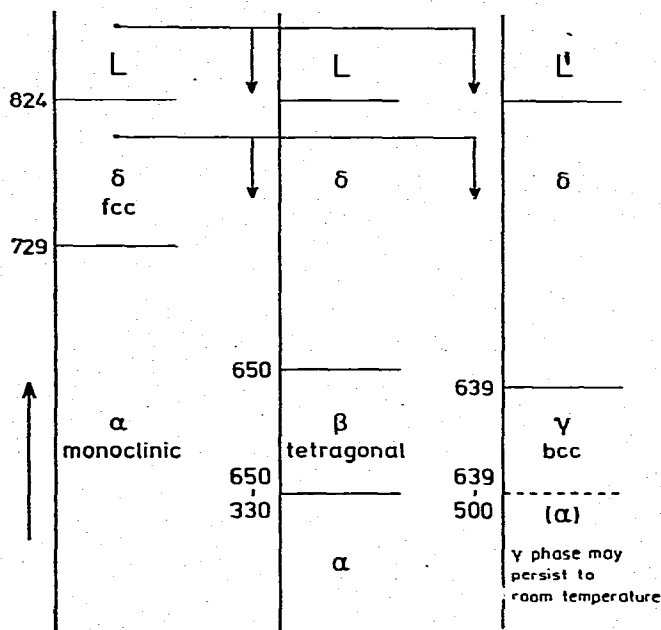 L
824
δ
fcc
729
α
monoclinic
L
δ
650
β
tetragonal
650
330
α
L'
δ
639
γ
bcc
639
500
(α)
γ phase may
persist to
room temperature